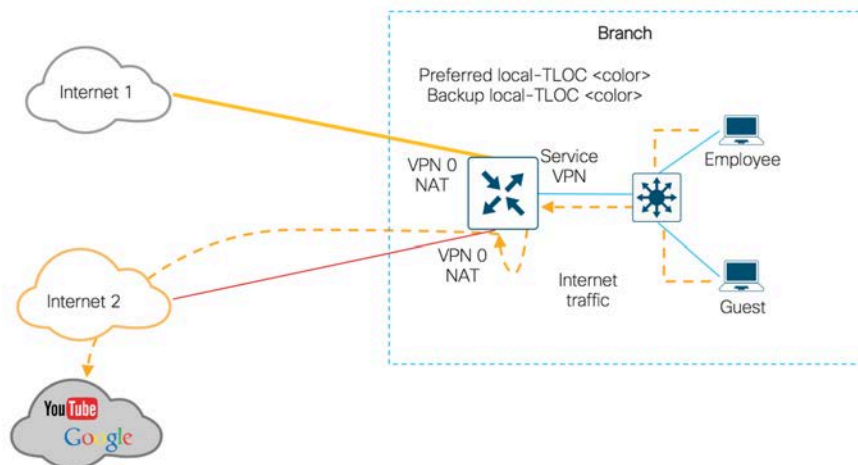 Branch
Preferred local-TLOC <color>
Backup local-TLOC <color>
Internet 1
Employee
VPN 0
NAT
Service
VPN
VPN 0
NAT
Internet
traffic
Guest
Internet 2
YouTube
Google